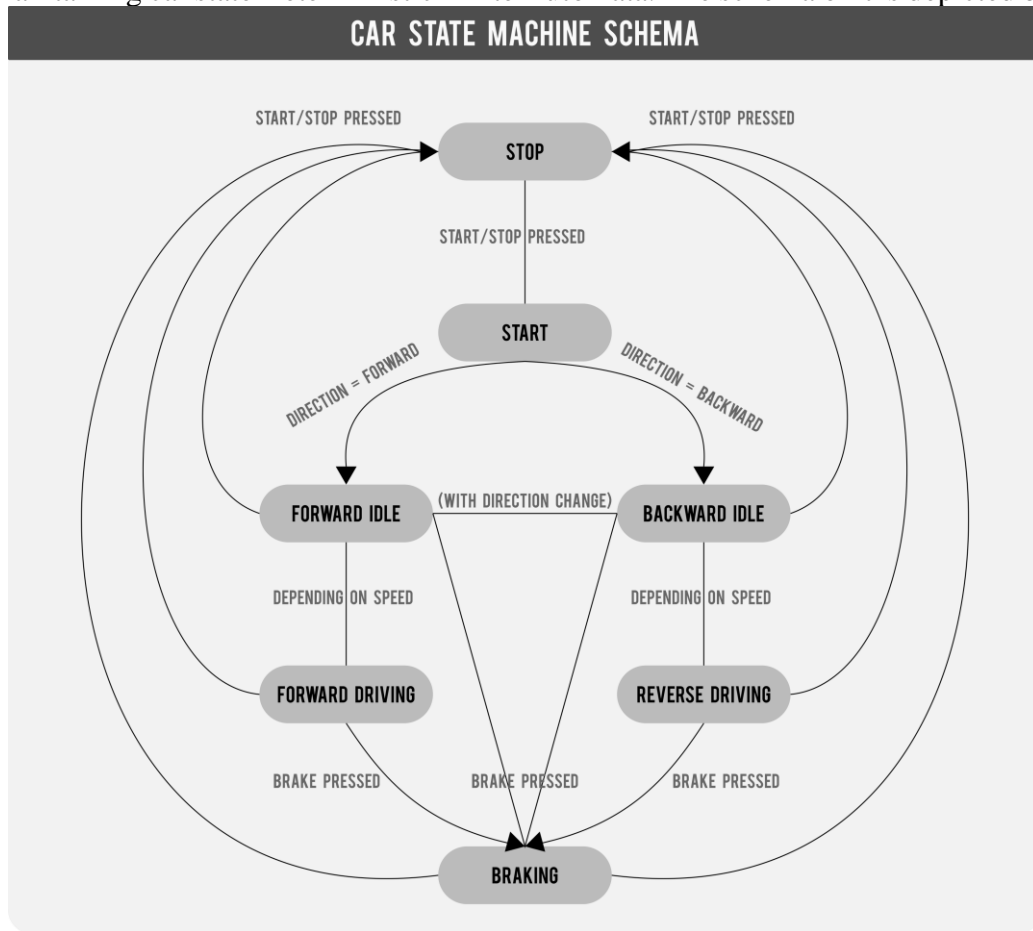 CAR STATE MACHINE SCHEMA
START/STOP PRESSED
START/STOP PRESSED
STOP
START/STOP PRESSED
START
DIRECTION = FORWARD
DIRECTION = BACKWARD
FORWARD IDLE
(WITH DIRECTION CHANGE)
BACKWARD IDLE
DEPENDING ON SPEED
DEPENDING ON SPEED
FORWARD DRIVING
REVERSE DRIVING
BRAKE PRESSED
BRAKE PRESSED
BRAKE PRESSED
BRAKING